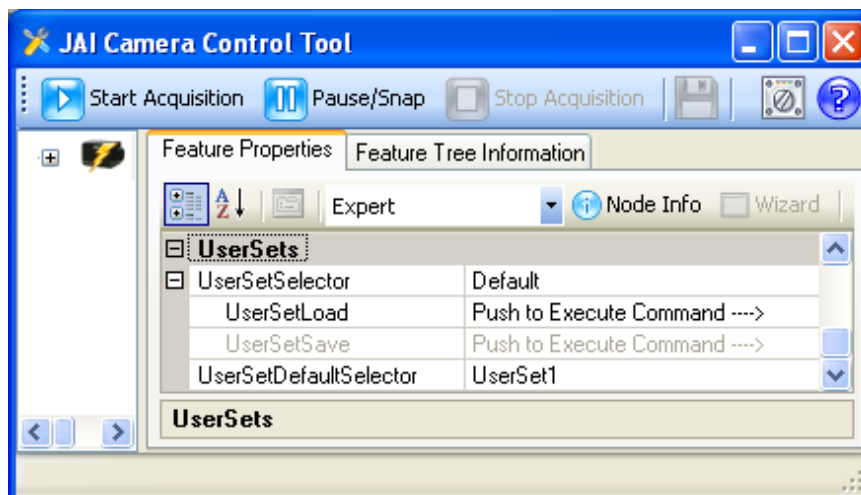 JAI Camera Control Tool
Start Acquisition Pause/Snap Stop Acquisition
Feature Properties Feature Tree Information
Expert Node Info Wizard
UserSets
UserSetSelector Default
UserSetLoad Push to Execute Command ---->
UserSetSave Push to Execute Command ---->
UserSetDefaultSelector UserSet1
UserSets